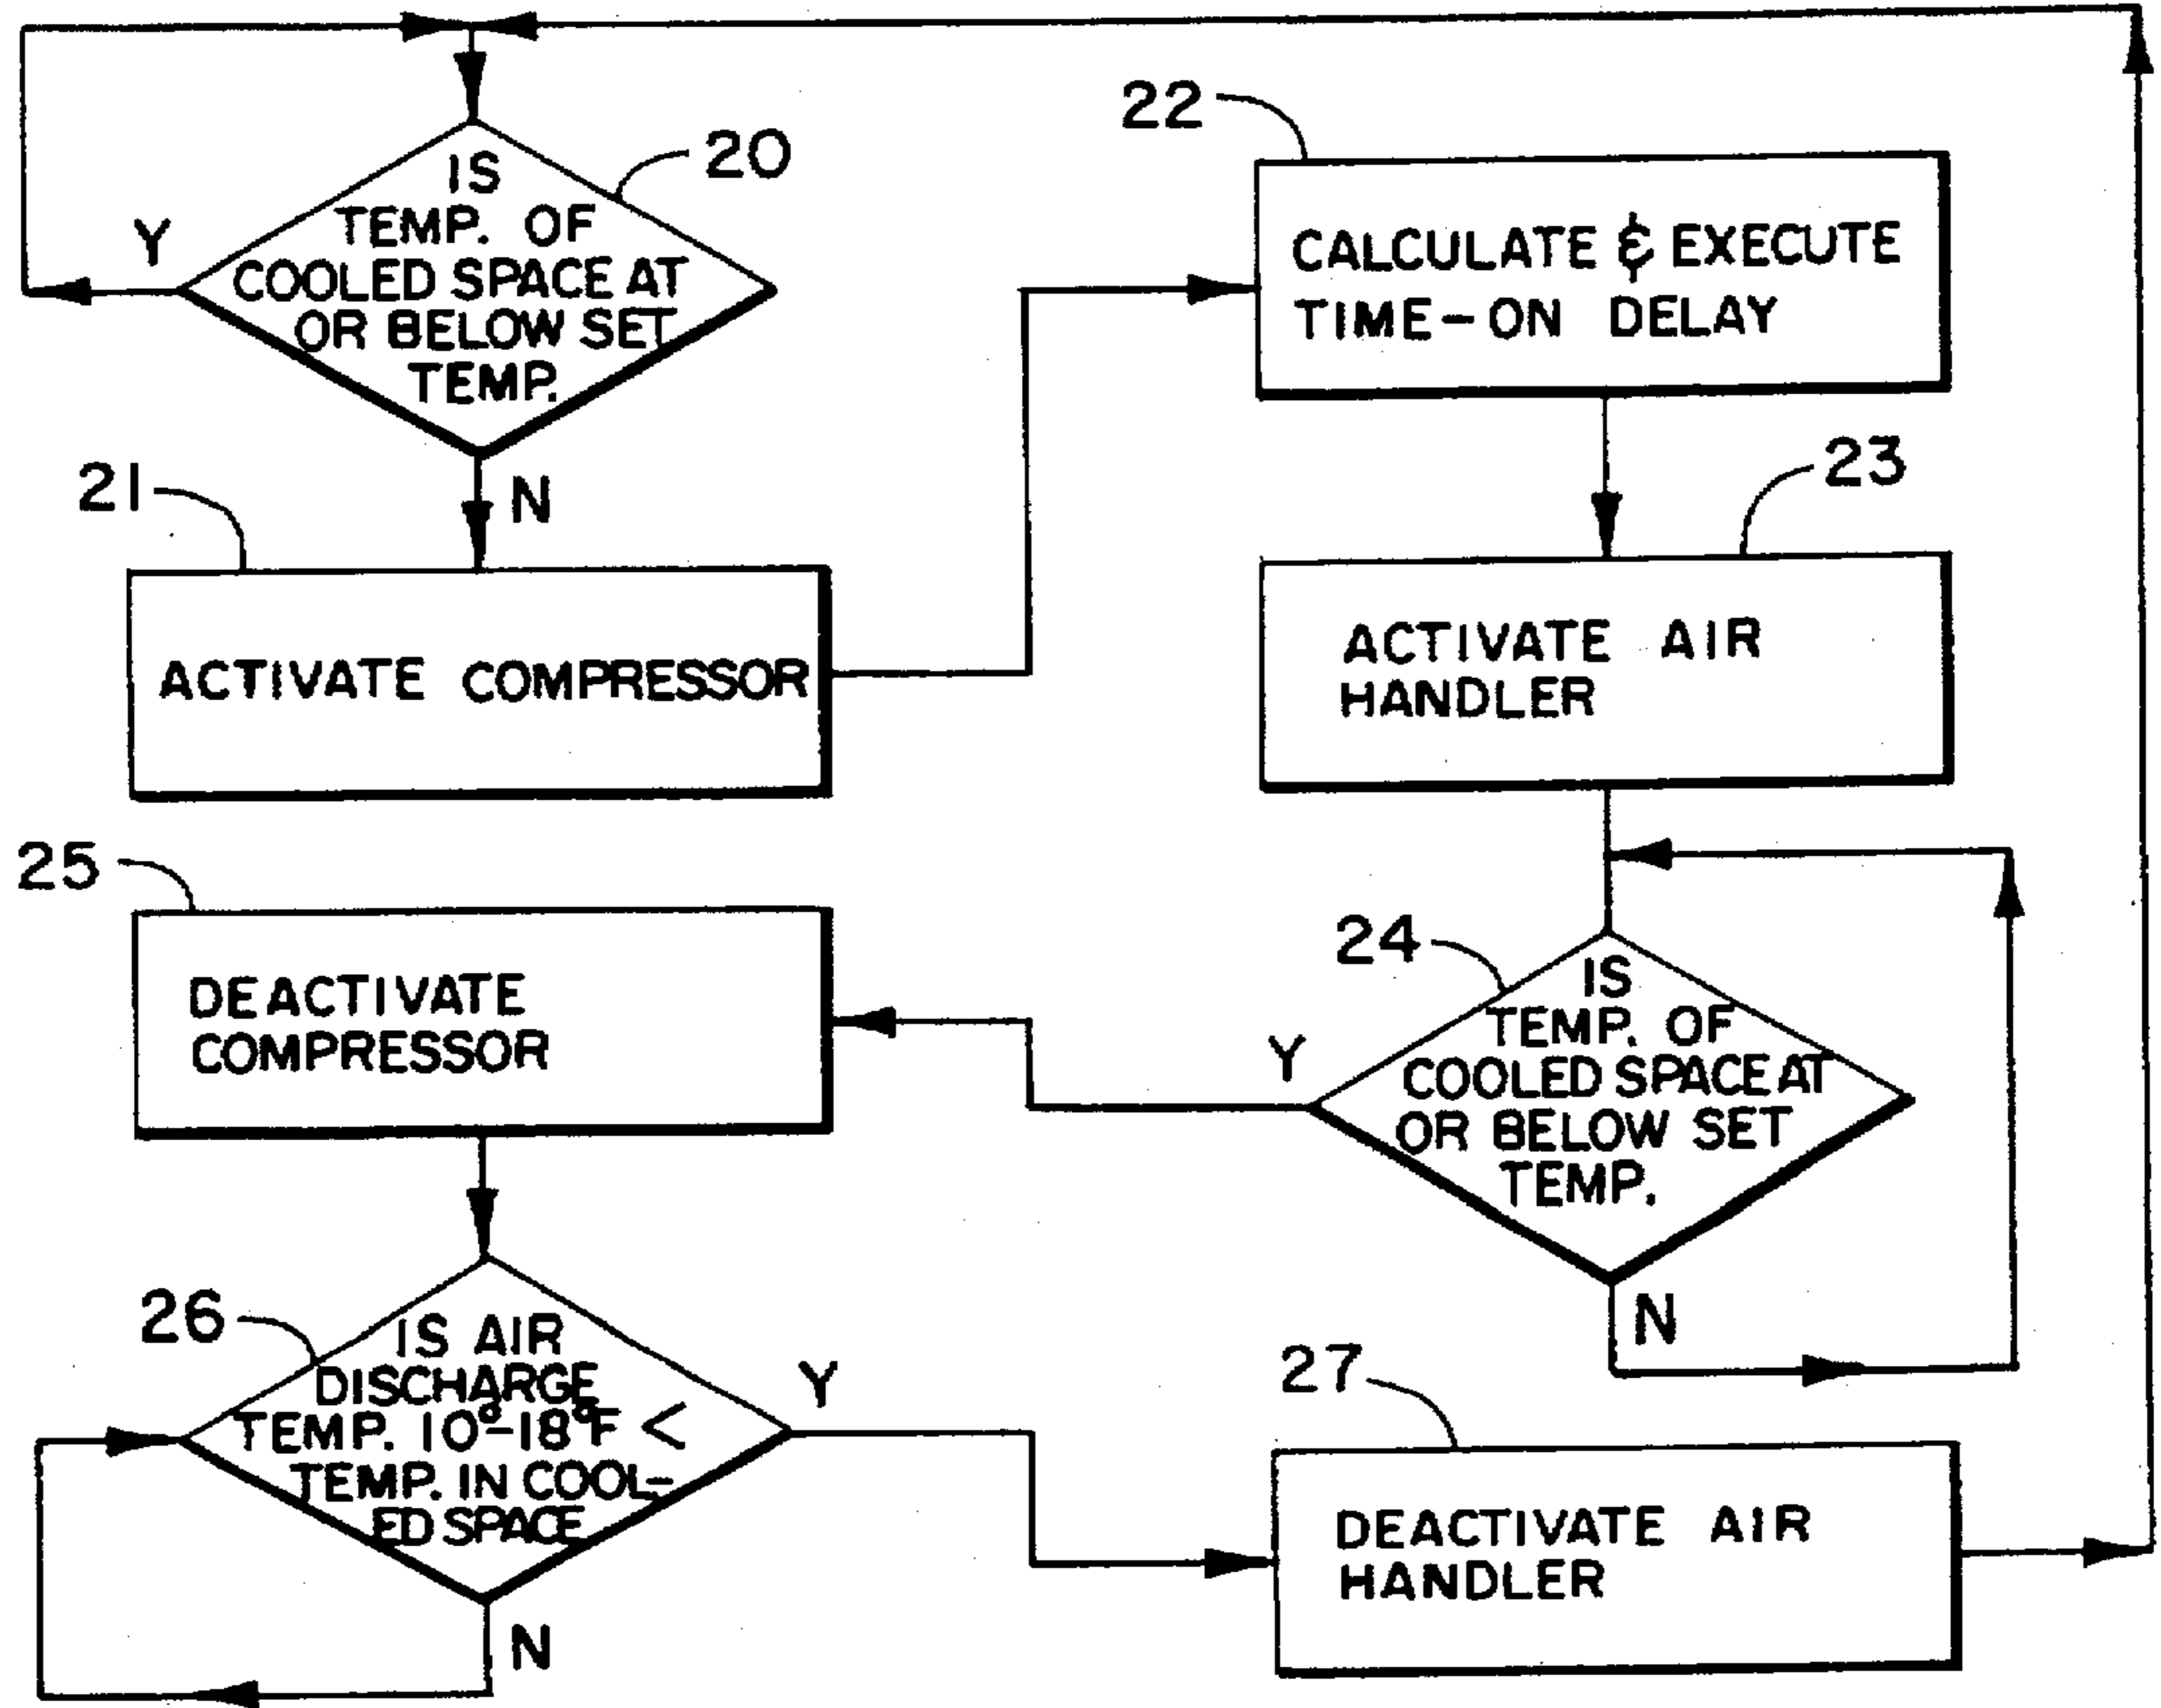 20
IS
TEMP. OF
COOLED SPACE AT
OR BELOW SET
TEMP.
Y
N
21
ACTIVATE COMPRESSOR
22
CALCULATE & EXECUTE
TIME-ON DELAY
23
ACTIVATE AIR
HANDLER
24
IS
TEMP. OF
COOLED SPACE AT
OR BELOW SET
TEMP.
Y
N
25
DEACTIVATE
COMPRESSOR
26
IS AIR
DISCHARGE
TEMP. 10°-18°F <
TEMP. IN COOL-
ED SPACE
Y
N
27
DEACTIVATE AIR
HANDLER